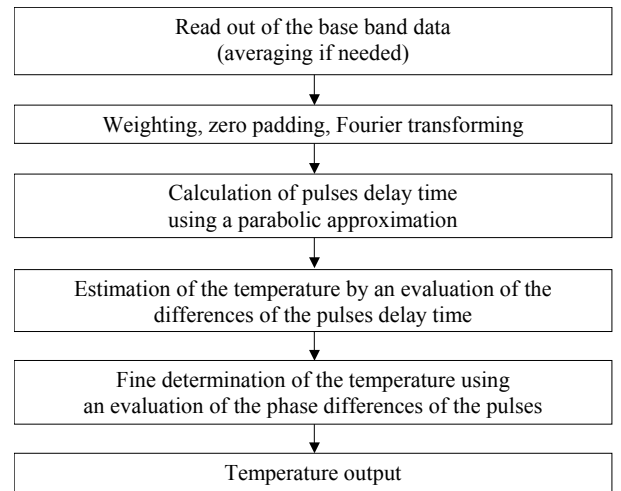 Read out of the base band data
(averaging if needed)
Weighting, zero padding, Fourier transforming
Calculation of pulses delay time
using a parabolic approximation
Estimation of the temperature by an evaluation of the
differences of the pulses delay time
Fine determination of the temperature using
an evaluation of the phase differences of the pulses
Temperature output